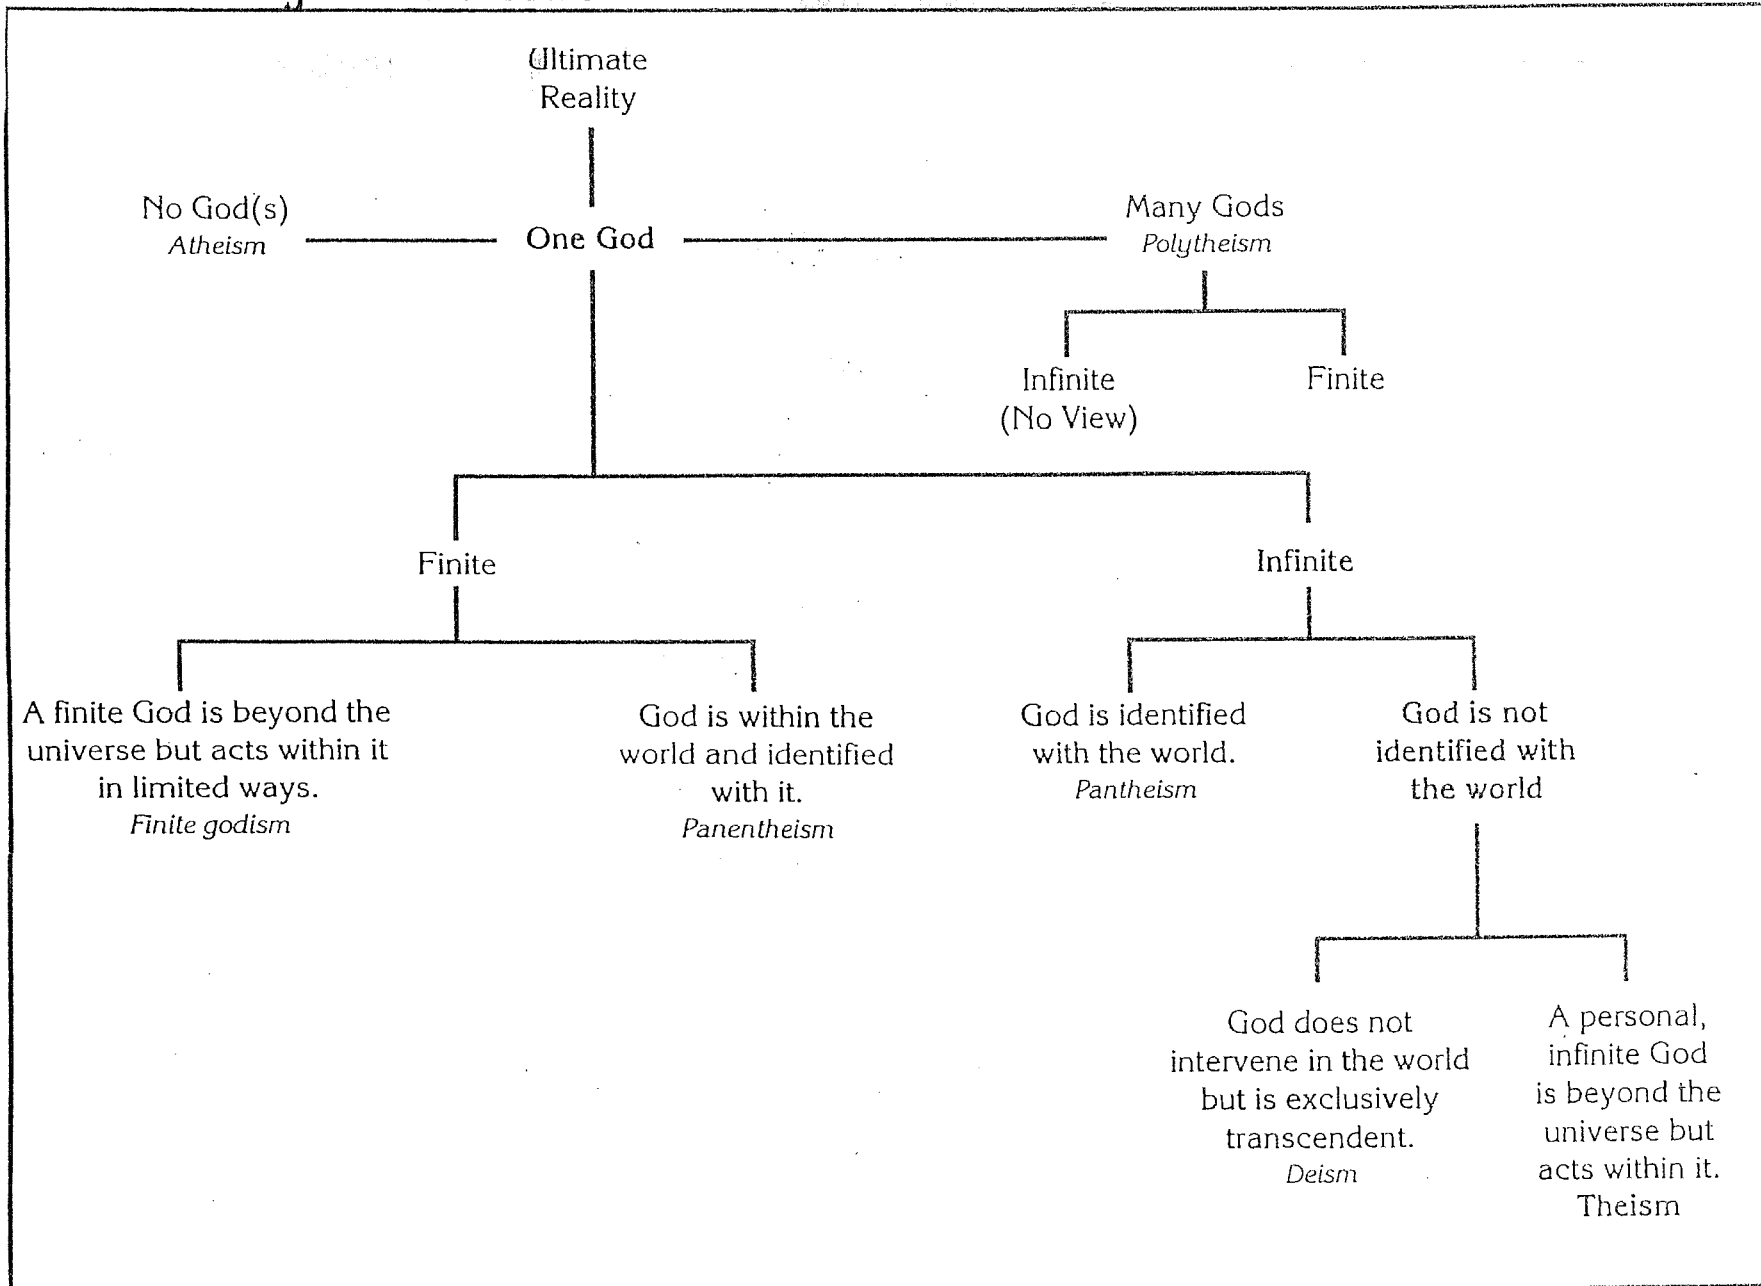 Ultimate
Reality
No God(s)
Atheism
One God
Many Gods
Polytheism
Infinite
(No View)
Finite
Finite
Infinite
A finite God is beyond the
universe but acts within it
in limited ways.
Finite godism
God is within the
world and identified
with it.
Panentheism
God is identified
with the world.
Pantheism
God is not
identified with
the world
God does not
intervene in the world
but is exclusively
transcendent.
Deism
A personal,
infinite God
is beyond the
universe but
acts within it.
Theism